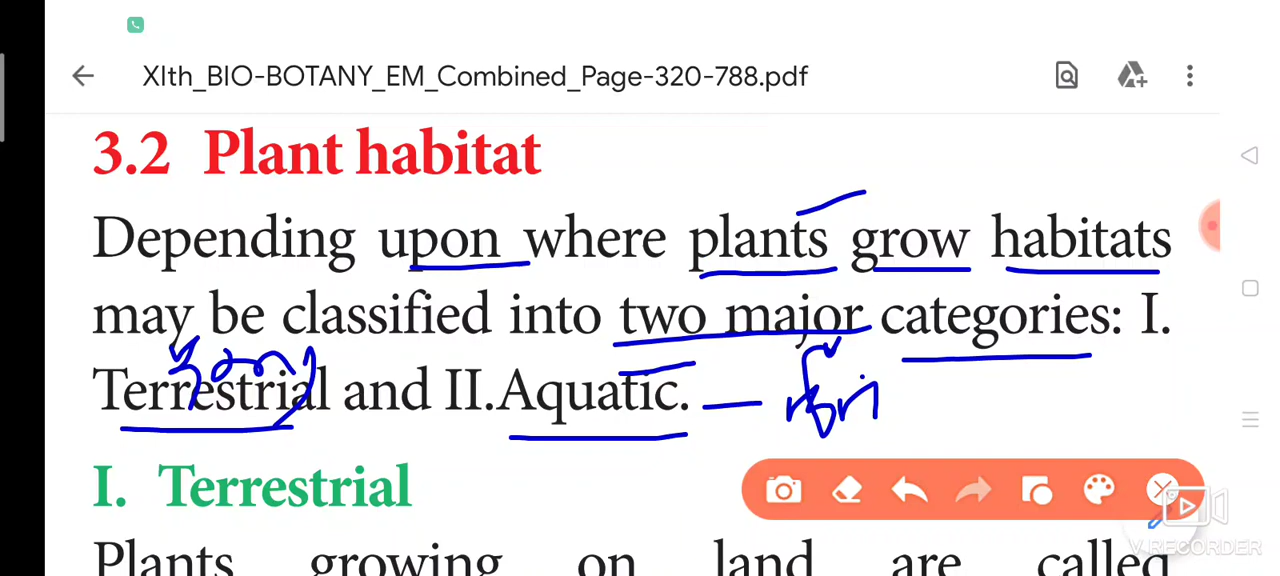 XIth_BIO-BOTANY_EM_Combined_Page-320-788.pdf
3.2 Plant habitat
Depending upon where plants grow habitats
may be classified into two major categories: I.
Terrestrial and II.Aquatic.
I. Terrestrial
Plants growing on land are called
V RECORDER